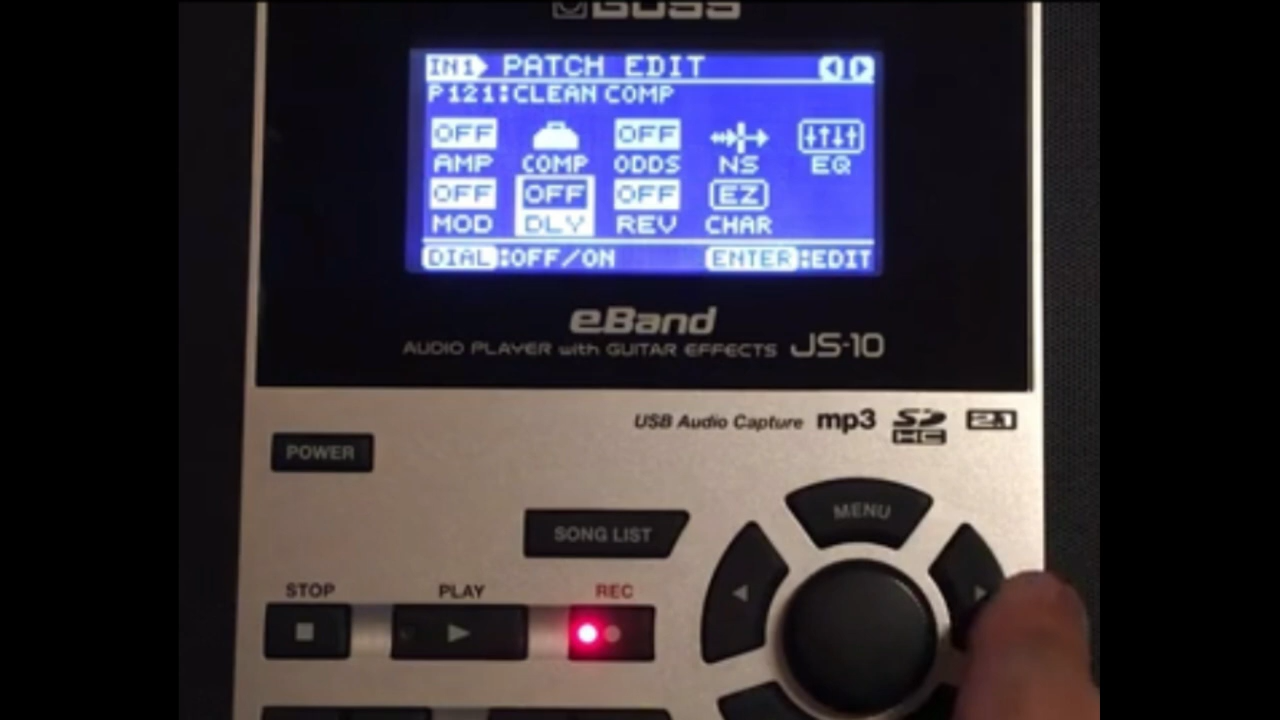 BOSS
IN1 PATCH EDIT
P121:CLEAN COMP
OFF OFF
AMP COMP ODDS NS EQ
OFF OFF OFF EZ
MOD DLY REV CHAR
DIAL:OFF/ON ENTER:EDIT
eBand
AUDIO PLAYER with GUITAR EFFECTS JS-10
USB Audio Capture mp3 SD HC
POWER
MENU
SONG LIST
STOP PLAY REC